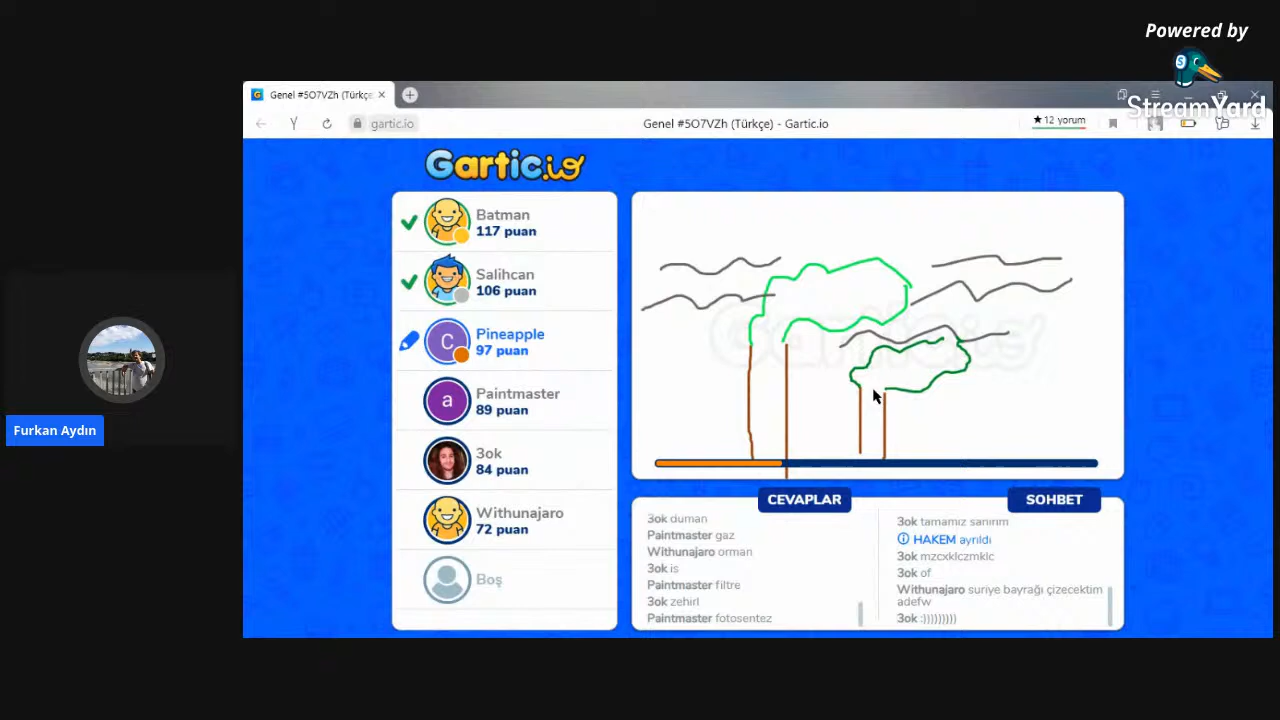 Powered by
StreamYard
Genel #5O7VZh (Türkçe
gartic.io
Genel #5O7VZh (Türkçe) - Gartic.io
★12 yorum
Gartic.io
Batman
117 puan
Salihcan
106 puan
C
Pineapple
97 puan
a
Paintmaster
89 puan
3ok
84 puan
Withunajaro
72 puan
Boş
Gartic.io
CEVAPLAR
3ok duman
Paintmaster gaz
Withunajaro orman
3ok is
Paintmaster filtre
3ok zehirl
Paintmaster fotosentez
SOHBET
3ok tamamız sanırım
HAKEM ayrıldı
3ok mzcxklczmklc
3ok of
Withunajaro suriye bayrağı çizecektim
adefw
3ok :)))))))))
Furkan Aydın